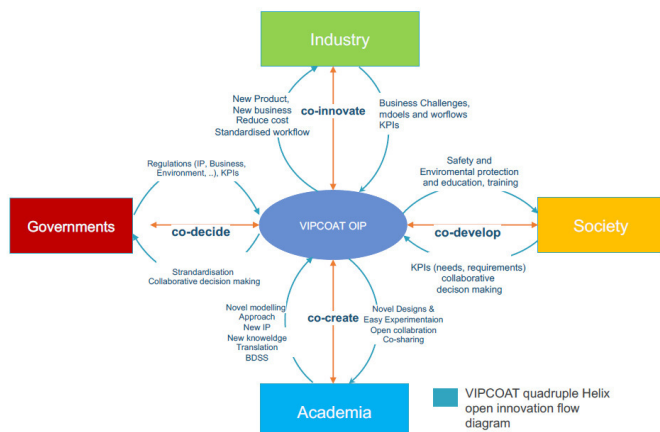 Industry
New Product,
New business
Reduce cost
Standardised workflow
co-innovate
Business Challenges,
mdoels and worflows
KPIs
Regulations (IP, Business,
Environment, ..), KPIs
Safety and
Enviromental protection
and education, training
Governments
co-decide
VIPCOAT OIP
co-develop
Society
Strandardisation
Collaborative decision making
KPIs (needs, requirements)
collaborative
decison making
Novel modelling
Approach
New IP
New knoweldge
Translation
BDSS
co-create
Novel Designs &
Easy Experimentaion
Open collabration
Co-sharing
Academia
VIPCOAT quadruple Helix
open innovation flow
diagram